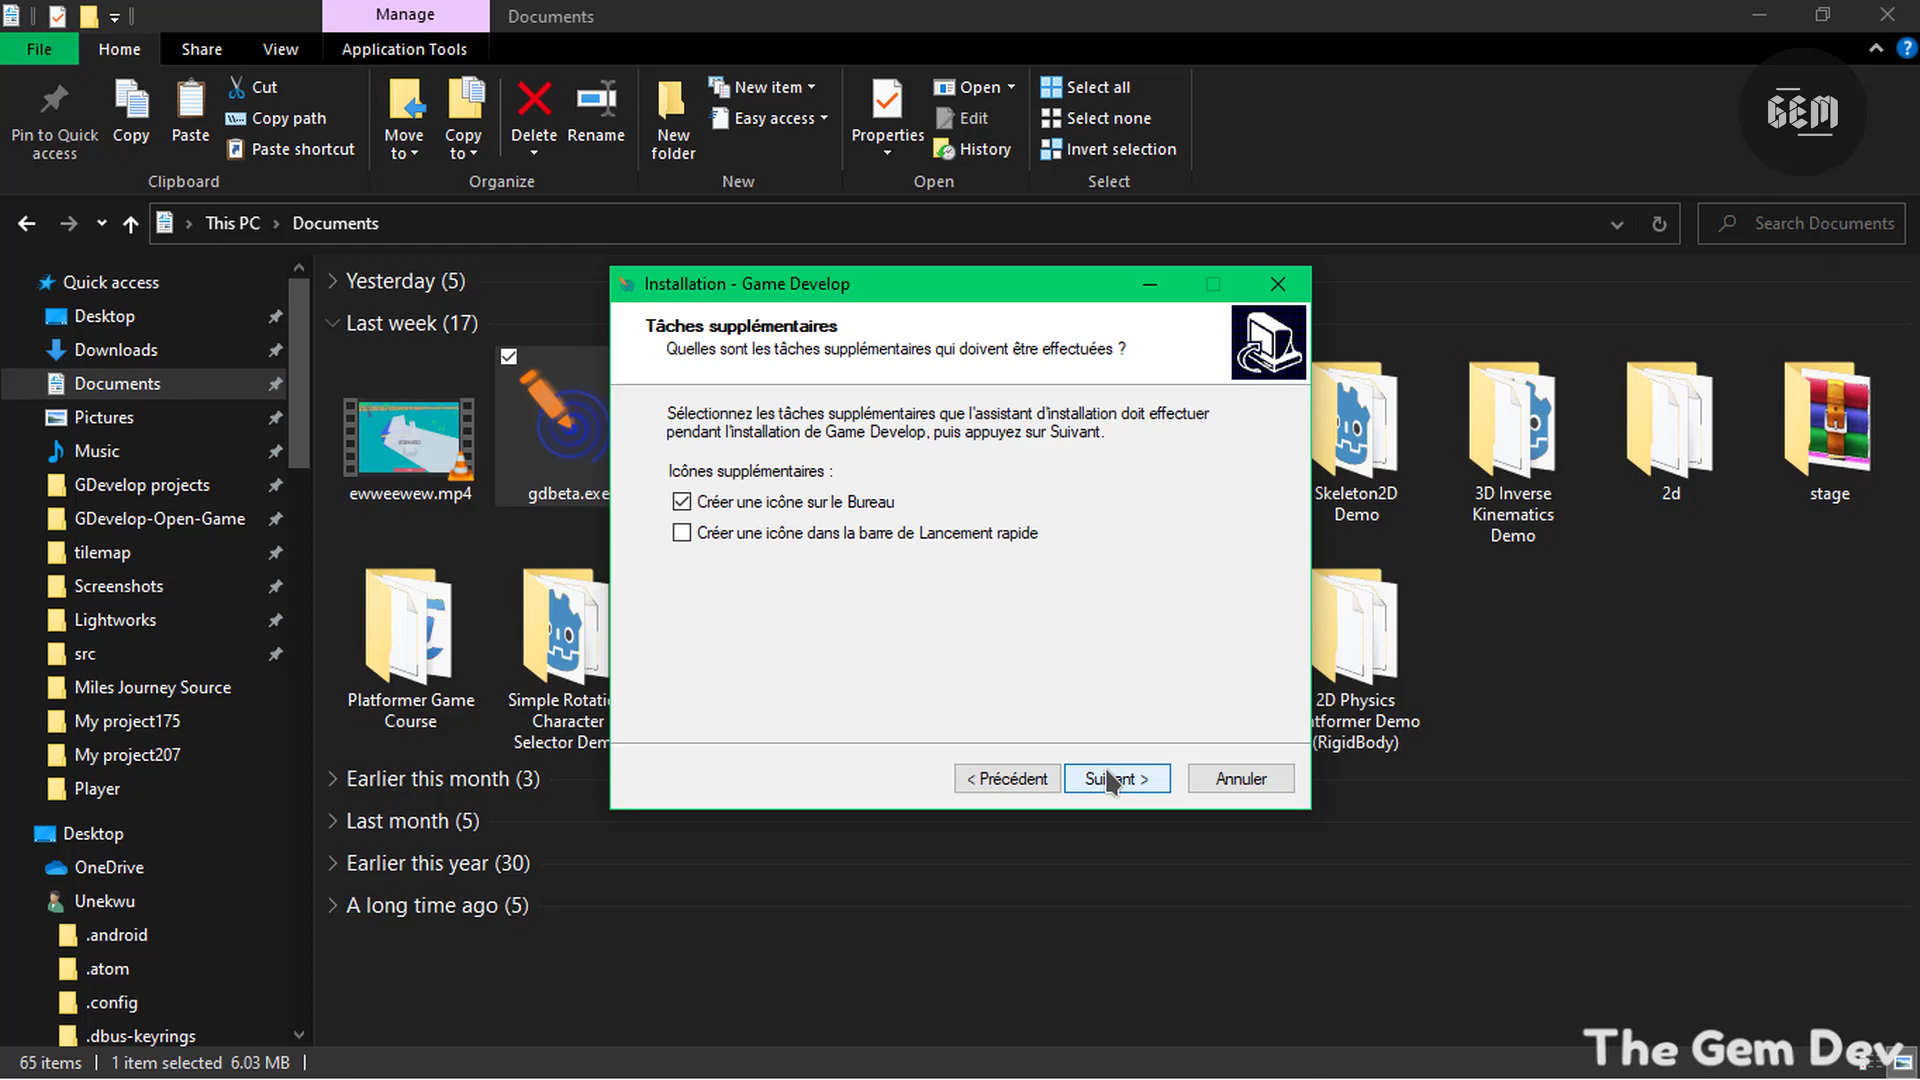 Manage
Documents
File
Home
Share
View
Application Tools
Pin to Quick
access
Copy
Paste
Cut
Copy path
Paste shortcut
Clipboard
Move
to
Copy
to
Delete
Rename
Organize
New
folder
New item
Easy access
New
Properties
Open
Edit
History
Open
Select all
Select none
Invert selection
Select
GEM
This PC
Documents
Search Documents
Quick access
Desktop
Downloads
Documents
Pictures
Music
GDevelop projects
GDevelop-Open-Game
tilemap
Screenshots
Lightworks
src
Miles Journey Source
My project175
My project207
Player
Desktop
OneDrive
Unekwu
.android
.atom
.config
.dbus-keyrings
Yesterday (5)
Last week (17)
ewweewew.mp4
gdbeta.exe
Skeleton2D
Demo
3D Inverse
Kinematics
Demo
2d
stage
Platformer Game
Course
Simple Rotati
Character
Selector Dem
2D Physics
atformer Demo
(RigidBody)
Earlier this month (3)
Last month (5)
Earlier this year (30)
A long time ago (5)
Installation - Game Develop
Tâches supplémentaires
Quelles sont les tâches supplémentaires qui doivent être effectuées ?
Sélectionnez les tâches supplémentaires que l'assistant d'installation doit effectuer
pendant l'installation de Game Develop, puis appuyez sur Suivant.
Icônes supplémentaires :
Créer une icône sur le Bureau
Créer une icône dans la barre de Lancement rapide
< Précédent
Suivant >
Annuler
65 items
1 item selected 6.03 MB
The Gem Dev